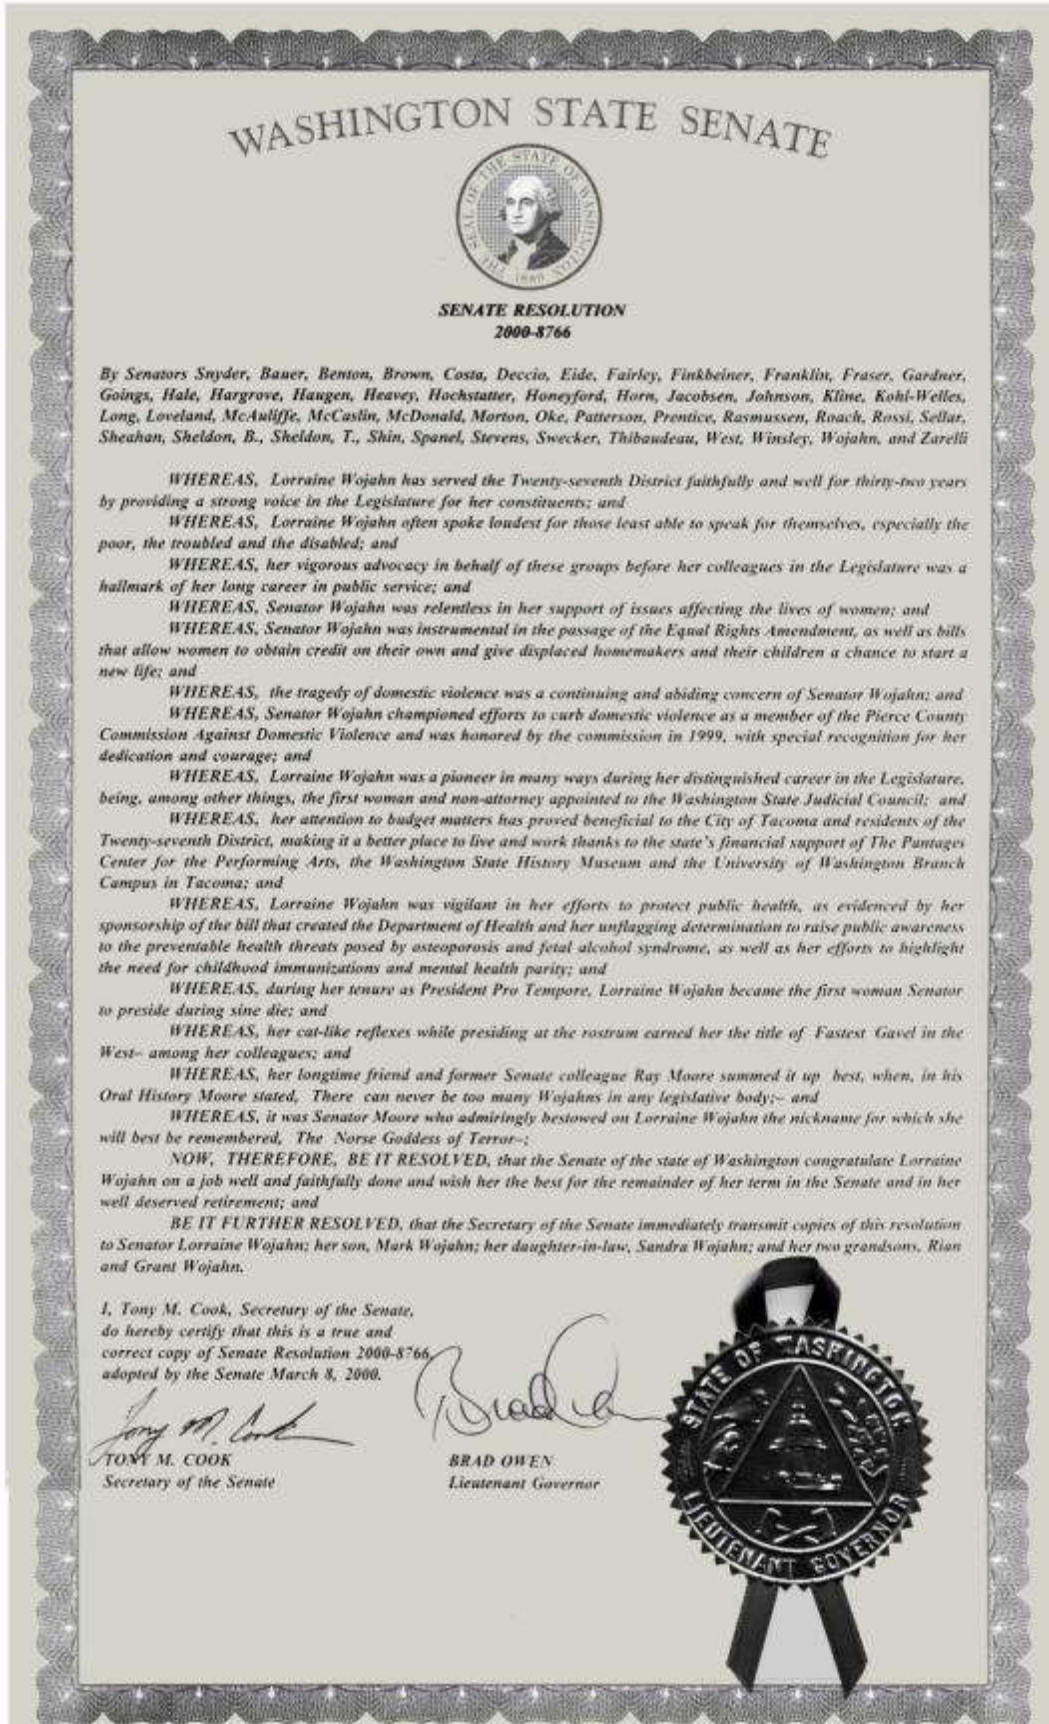 WASHINGTON STATE SENATE
THE SEAL OF THE STATE OF WASHINGTON
1889
SENATE RESOLUTION
2000-8766
By Senators Snyder, Bauer, Benton, Brown, Costa, Deccio, Eide, Fairley, Finkbeiner, Franklin, Fraser, Gardner,
Goings, Hale, Hargrove, Haugen, Heavey, Hochstatter, Honeyford, Horn, Jacobsen, Johnson, Kline, Kohl-Welles,
Long, Loveland, McAuliffe, McCaslin, McDonald, Morton, Oke, Patterson, Prentice, Rasmussen, Roach, Rossi, Sellar,
Sheahan, Sheldon, B., Sheldon, T., Shin, Spanel, Stevens, Swecker, Thibaudeau, West, Winsley, Wojahn, and Zarelli
WHEREAS, Lorraine Wojahn has served the Twenty-seventh District faithfully and well for thirty-two years
by providing a strong voice in the Legislature for her constituents; and
WHEREAS, Lorraine Wojahn often spoke loudest for those least able to speak for themselves, especially the
poor, the troubled and the disabled; and
WHEREAS, her vigorous advocacy in behalf of these groups before her colleagues in the Legislature was a
hallmark of her long career in public service; and
WHEREAS, Senator Wojahn was relentless in her support of issues affecting the lives of women; and
WHEREAS, Senator Wojahn was instrumental in the passage of the Equal Rights Amendment, as well as bills
that allow women to obtain credit on their own and give displaced homemakers and their children a chance to start a
new life; and
WHEREAS, the tragedy of domestic violence was a continuing and abiding concern of Senator Wojahn; and
WHEREAS, Senator Wojahn championed efforts to curb domestic violence as a member of the Pierce County
Commission Against Domestic Violence and was honored by the commission in 1999, with special recognition for her
dedication and courage; and
WHEREAS, Lorraine Wojahn was a pioneer in many ways during her distinguished career in the Legislature,
being, among other things, the first woman and non-attorney appointed to the Washington State Judicial Council; and
WHEREAS, her attention to budget matters has proved beneficial to the City of Tacoma and residents of the
Twenty-seventh District, making it a better place to live and work thanks to the state's financial support of The Pantages
Center for the Performing Arts, the Washington State History Museum and the University of Washington Branch
Campus in Tacoma; and
WHEREAS, Lorraine Wojahn was vigilant in her efforts to protect public health, as evidenced by her
sponsorship of the bill that created the Department of Health and her unflagging determination to raise public awareness
to the preventable health threats posed by osteoporosis and fetal alcohol syndrome, as well as her efforts to highlight
the need for childhood immunizations and mental health parity; and
WHEREAS, during her tenure as President Pro Tempore, Lorraine Wojahn became the first woman Senator
to preside during sine die; and
WHEREAS, her cat-like reflexes while presiding at the rostrum earned her the title of Fastest Gavel in the
West– among her colleagues; and
WHEREAS, her longtime friend and former Senate colleague Ray Moore summed it up best, when, in his
Oral History Moore stated, There can never be too many Wojahns in any legislative body;– and
WHEREAS, it was Senator Moore who admiringly bestowed on Lorraine Wojahn the nickname for which she
will best be remembered, The Norse Goddess of Terror–;
NOW, THEREFORE, BE IT RESOLVED, that the Senate of the state of Washington congratulate Lorraine
Wojahn on a job well and faithfully done and wish her the best for the remainder of her term in the Senate and in her
well deserved retirement; and
BE IT FURTHER RESOLVED, that the Secretary of the Senate immediately transmit copies of this resolution
to Senator Lorraine Wojahn; her son, Mark Wojahn; her daughter-in-law, Sandra Wojahn; and her two grandsons, Rian
and Grant Wojahn.
I, Tony M. Cook, Secretary of the Senate,
do hereby certify that this is a true and
correct copy of Senate Resolution 2000-8766,
adopted by the Senate March 8, 2000.
Tony M. Cook
TONY M. COOK
Secretary of the Senate
Brad Owen
BRAD OWEN
Lieutenant Governor
STATE OF WASHINGTON
LIEUTENANT GOVERNOR